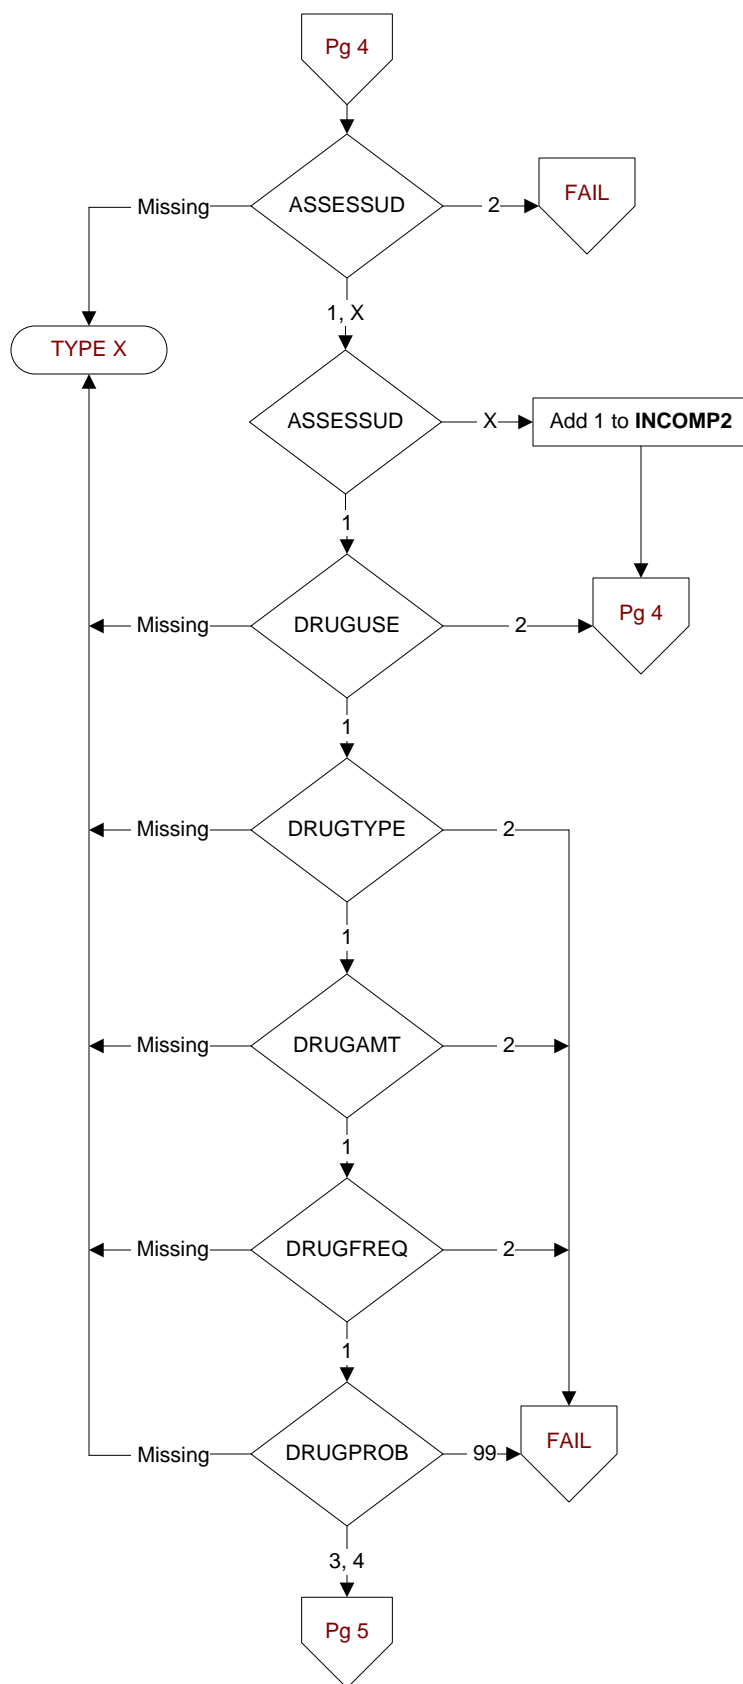 Pg 4
Missing
ASSESSUD
2
FAIL
1, X
TYPE X
ASSESSUD
X
Add 1 to INCOMP2
1
Missing
DRUGUSE
2
Pg 4
1
Missing
DRUGTYPE
2
1
Missing
DRUGAMT
2
1
Missing
DRUGFREQ
2
1
Missing
DRUGPROB
99
FAIL
3, 4
Pg 5